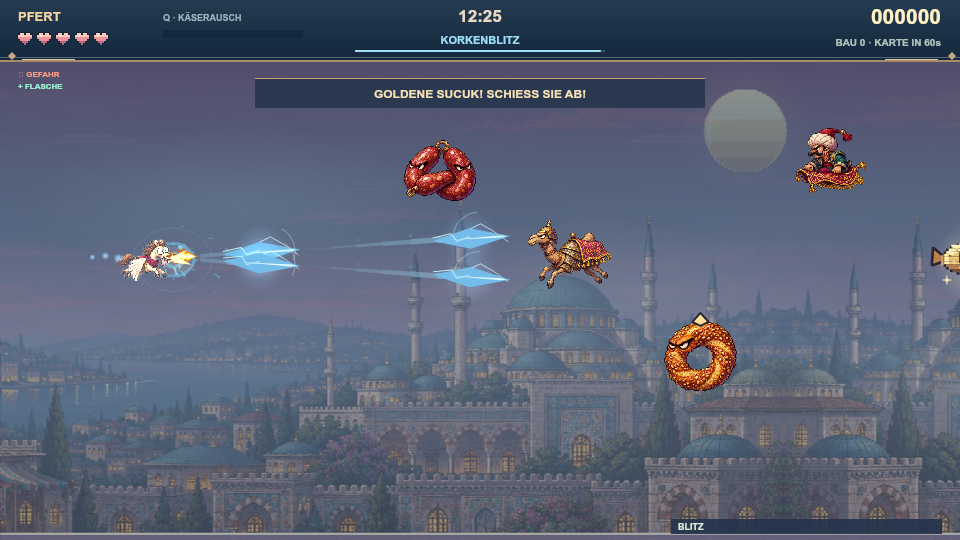 PFERT
Q · KÄSERAUSCH
12:25
KORKENBLITZ
000000
BAU 0 · KARTE IN 60s
GEFAHR
+ FLASCHE
GOLDENE SUCUK! SCHIESS SIE AB!
BLITZ